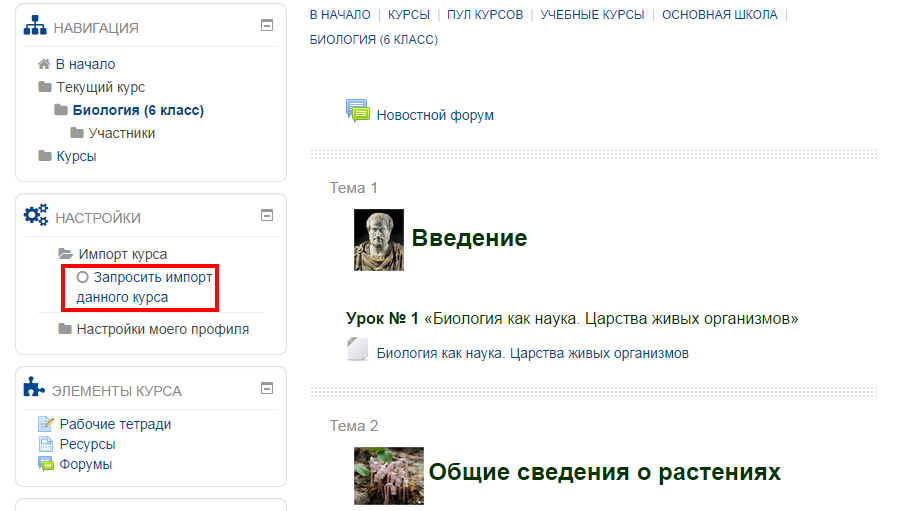 НАВИГАЦИЯ
В начало
Текущий курс
Биология (6 класс)
Участники
Курсы
НАСТРОЙКИ
Импорт курса
Запросить импорт
данного курса
Настройки моего профиля
ЭЛЕМЕНТЫ КУРСА
Рабочие тетради
Ресурсы
Форумы
В НАЧАЛО | КУРСЫ | ПУЛ КУРСОВ | УЧЕБНЫЕ КУРСЫ | ОСНОВНАЯ ШКОЛА |
БИОЛОГИЯ (6 КЛАСС)
Новостной форум
Тема 1
Введение
Урок № 1 «Биология как наука. Царства живых организмов»
Биология как наука. Царства живых организмов
Тема 2
Общие сведения о растениях